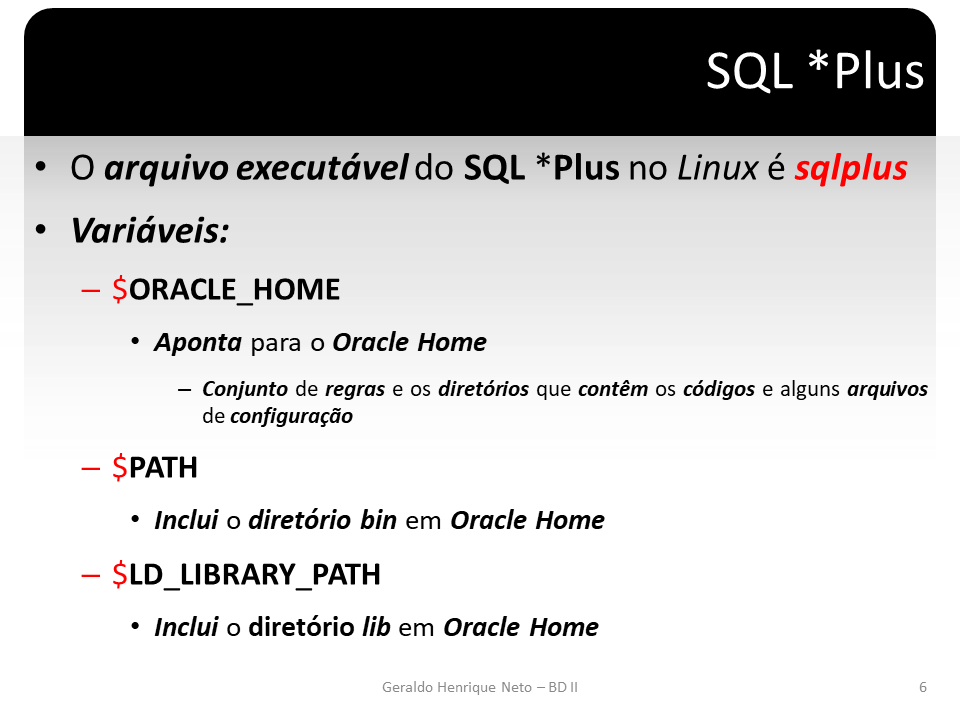 SQL *Plus
• O arquivo executável do SQL *Plus no Linux é sqlplus
• Variáveis:
– $ORACLE_HOME
• Aponta para o Oracle Home
– Conjunto de regras e os diretórios que contêm os códigos e alguns arquivos
de configuração
– $PATH
• Inclui o diretório bin em Oracle Home
– $LD_LIBRARY_PATH
• Inclui o diretório lib em Oracle Home
Geraldo Henrique Neto – BD II
6